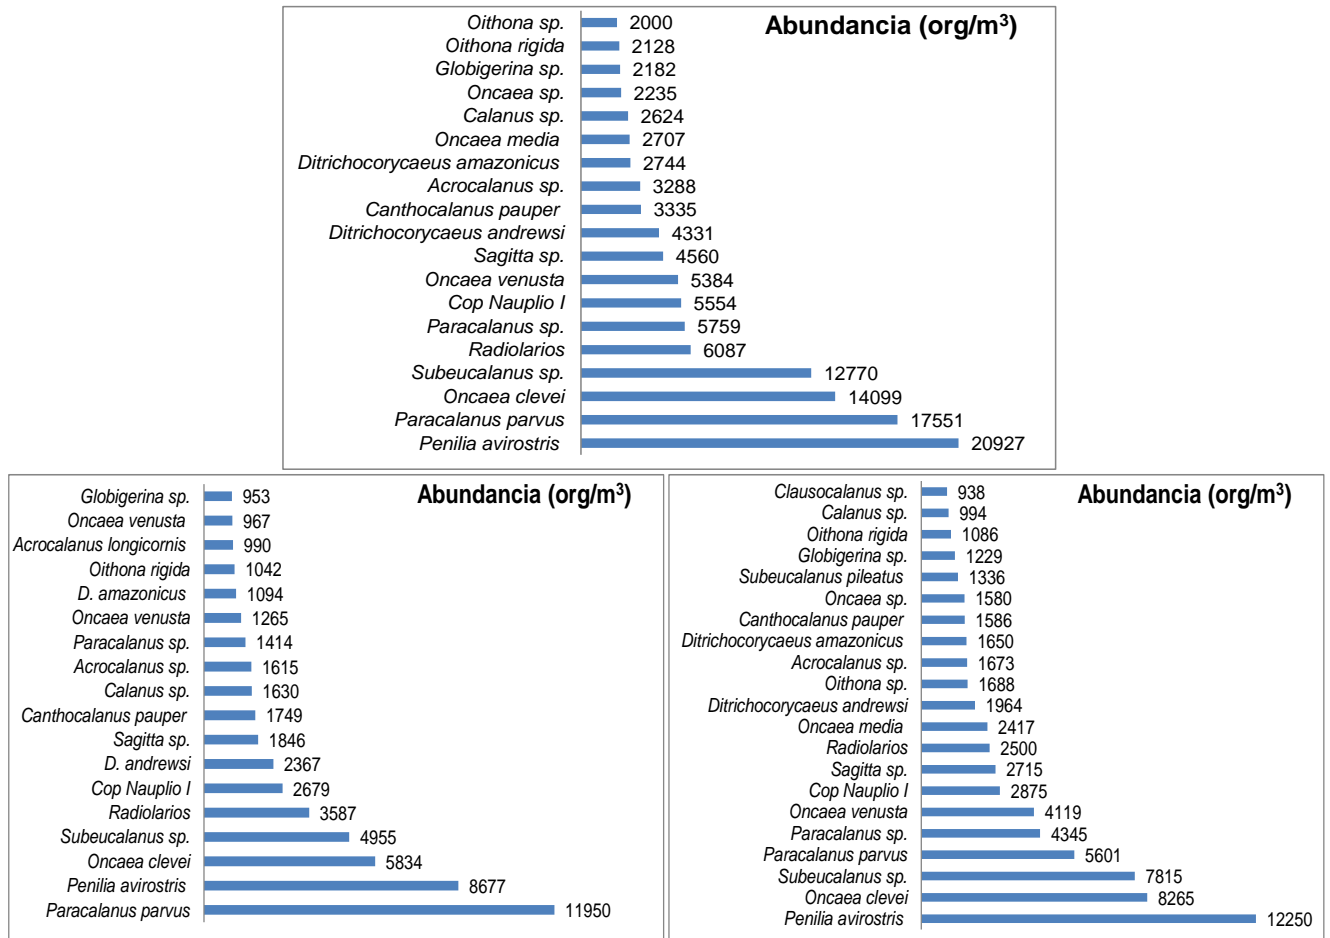 Abundancia (org/m³)
Oithona sp. 2000
Oithona rigida 2128
Globigerina sp. 2182
Oncaea sp. 2235
Calanus sp. 2624
Oncaea media 2707
Ditrichocorycaeus amazonicus 2744
Acrocalanus sp. 3288
Canthocalanus pauper 3335
Ditrichocorycaeus andrewsi 4331
Sagitta sp. 4560
Oncaea venusta 5384
Cop Nauplio I 5554
Paracalanus sp. 5759
Radiolarios 6087
Subeucalanus sp. 12770
Oncaea clevei 14099
Paracalanus parvus 17551
Penilia avirostris 20927
Abundancia (org/m³)
Globigerina sp. 953
Oncaea venusta 967
Acrocalanus longicornis 990
Oithona rigida 1042
D. amazonicus 1094
Oncaea venusta 1265
Paracalanus sp. 1414
Acrocalanus sp. 1615
Calanus sp. 1630
Canthocalanus pauper 1749
Sagitta sp. 1846
D. andrewsi 2367
Cop Nauplio I 2679
Radiolarios 3587
Subeucalanus sp. 4955
Oncaea clevei 5834
Penilia avirostris 8677
Paracalanus parvus 11950
Abundancia (org/m³)
Clausocalanus sp. 938
Calanus sp. 994
Oithona rigida 1086
Globigerina sp. 1229
Subeucalanus pileatus 1336
Oncaea sp. 1580
Canthocalanus pauper 1586
Ditrichocorycaeus amazonicus 1650
Acrocalanus sp. 1673
Oithona sp. 1688
Ditrichocorycaeus andrewsi 1964
Oncaea media 2417
Radiolarios 2500
Sagitta sp. 2715
Cop Nauplio I 2875
Oncaea venusta 4119
Paracalanus sp. 4345
Paracalanus parvus 5601
Subeucalanus sp. 7815
Oncaea clevei 8265
Penilia avirostris 12250